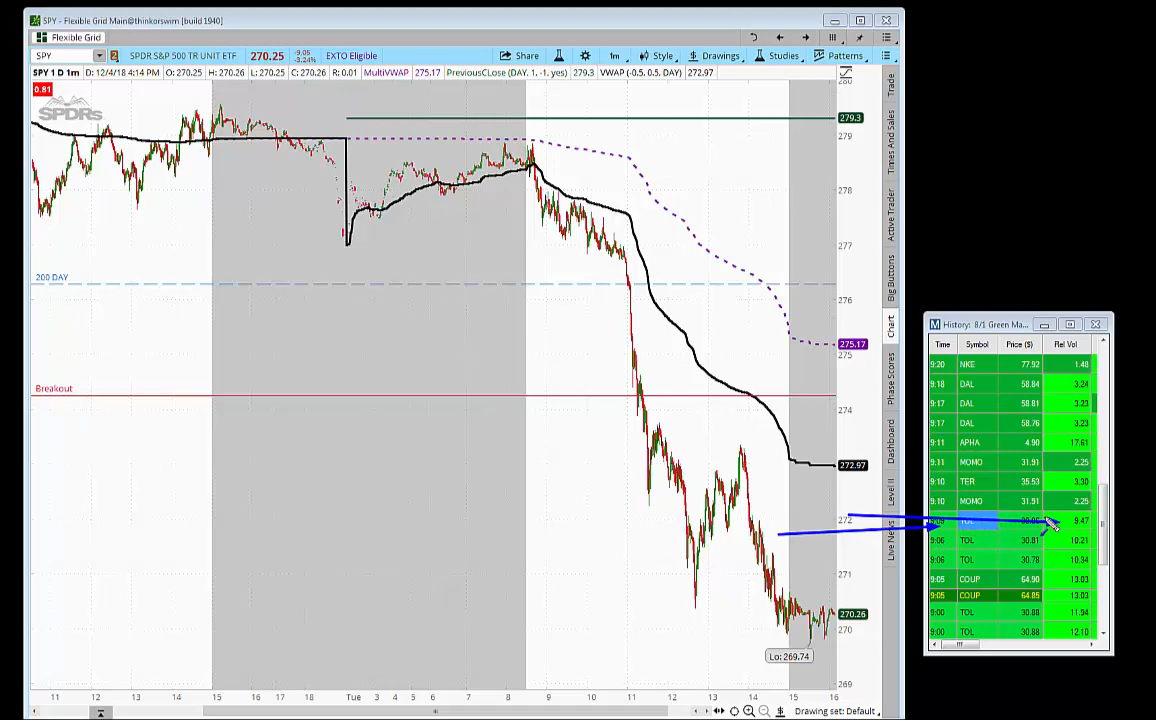 SPY - Flexible Grid Main@thinkorswim [build 1940]
Flexible Grid
SPY SPDR S&P 500 TR UNIT ETF 270.25 -9.05 -3.24% EXTO Eligible Share 1m Style Drawings Studies Patterns
SPY 1 D 1m D: 12/4/18 4:14 PM O: 270.25 H: 270.26 L: 270.25 C: 270.26 R: 0.01 MultiVWAP 275.17 PreviousCLose (DAY, 1, -1, yes) 279.3 VWAP (-0.5, 0.5, DAY) 272.97
0.81
SPDRs
280
279.3
279
278
277
200 DAY
276
275.17
275
Breakout
274
273
272.97
272
271
270.26
270
Lo: 269.74
269
11 12 13 14 15 16 17 18 Tue 3 4 5 6 7 8 9 10 11 12 13 14 15 16
Drawing set: Default
Trade
Times And Sales
Active Trader
Big Buttons
Chart
Phase Scores
Dashboard
Level II
Live News
History: 8/1 Green Ma...
Time Symbol Price ($) Rel Vol
9:20 NKE 77.92 1.48
9:18 DAL 58.84 3.24
9:17 DAL 58.81 3.23
9:17 DAL 58.76 3.23
9:11 APHA 4.90 17.61
9:11 MOMO 31.91 2.25
9:10 TER 35.53 3.30
9:10 MOMO 31.91 2.25
TOL 9.47
9:06 TOL 30.81 10.21
9:06 TOL 30.78 10.34
9:05 COUP 64.90 13.03
9:05 COUP 64.85 13.03
9:00 TOL 30.88 11.94
9:00 TOL 30.88 12.10